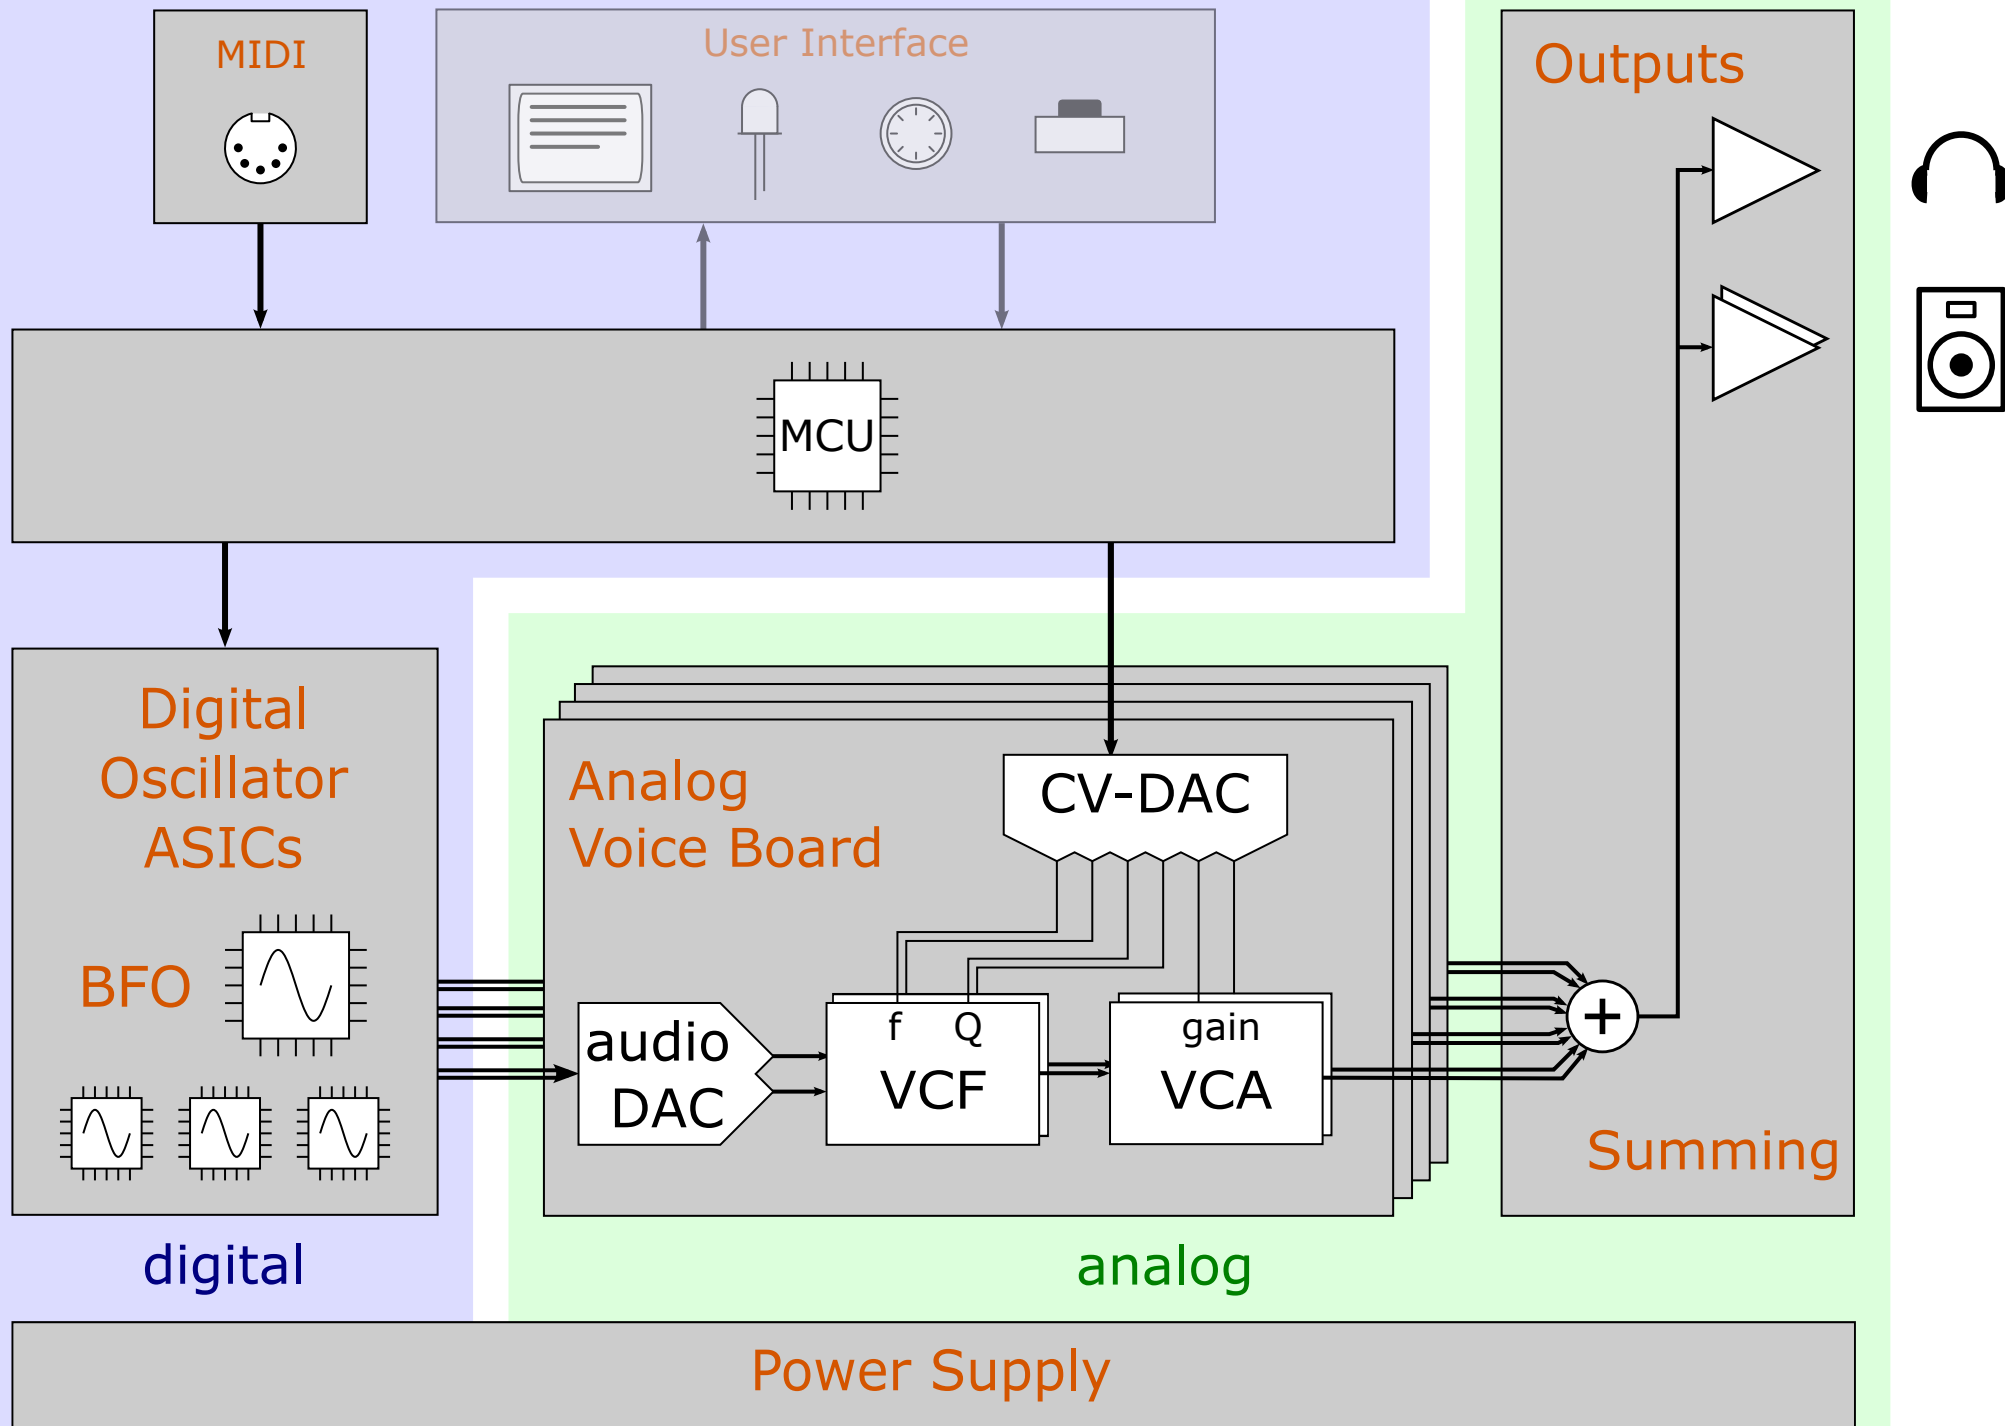 MIDI
User Interface
Outputs
MCU
Digital
Oscillator
ASICs
BFO
Analog
Voice Board
CV-DAC
audio
DAC
f Q
VCF
gain
VCA
+
Summing
digital
analog
Power Supply